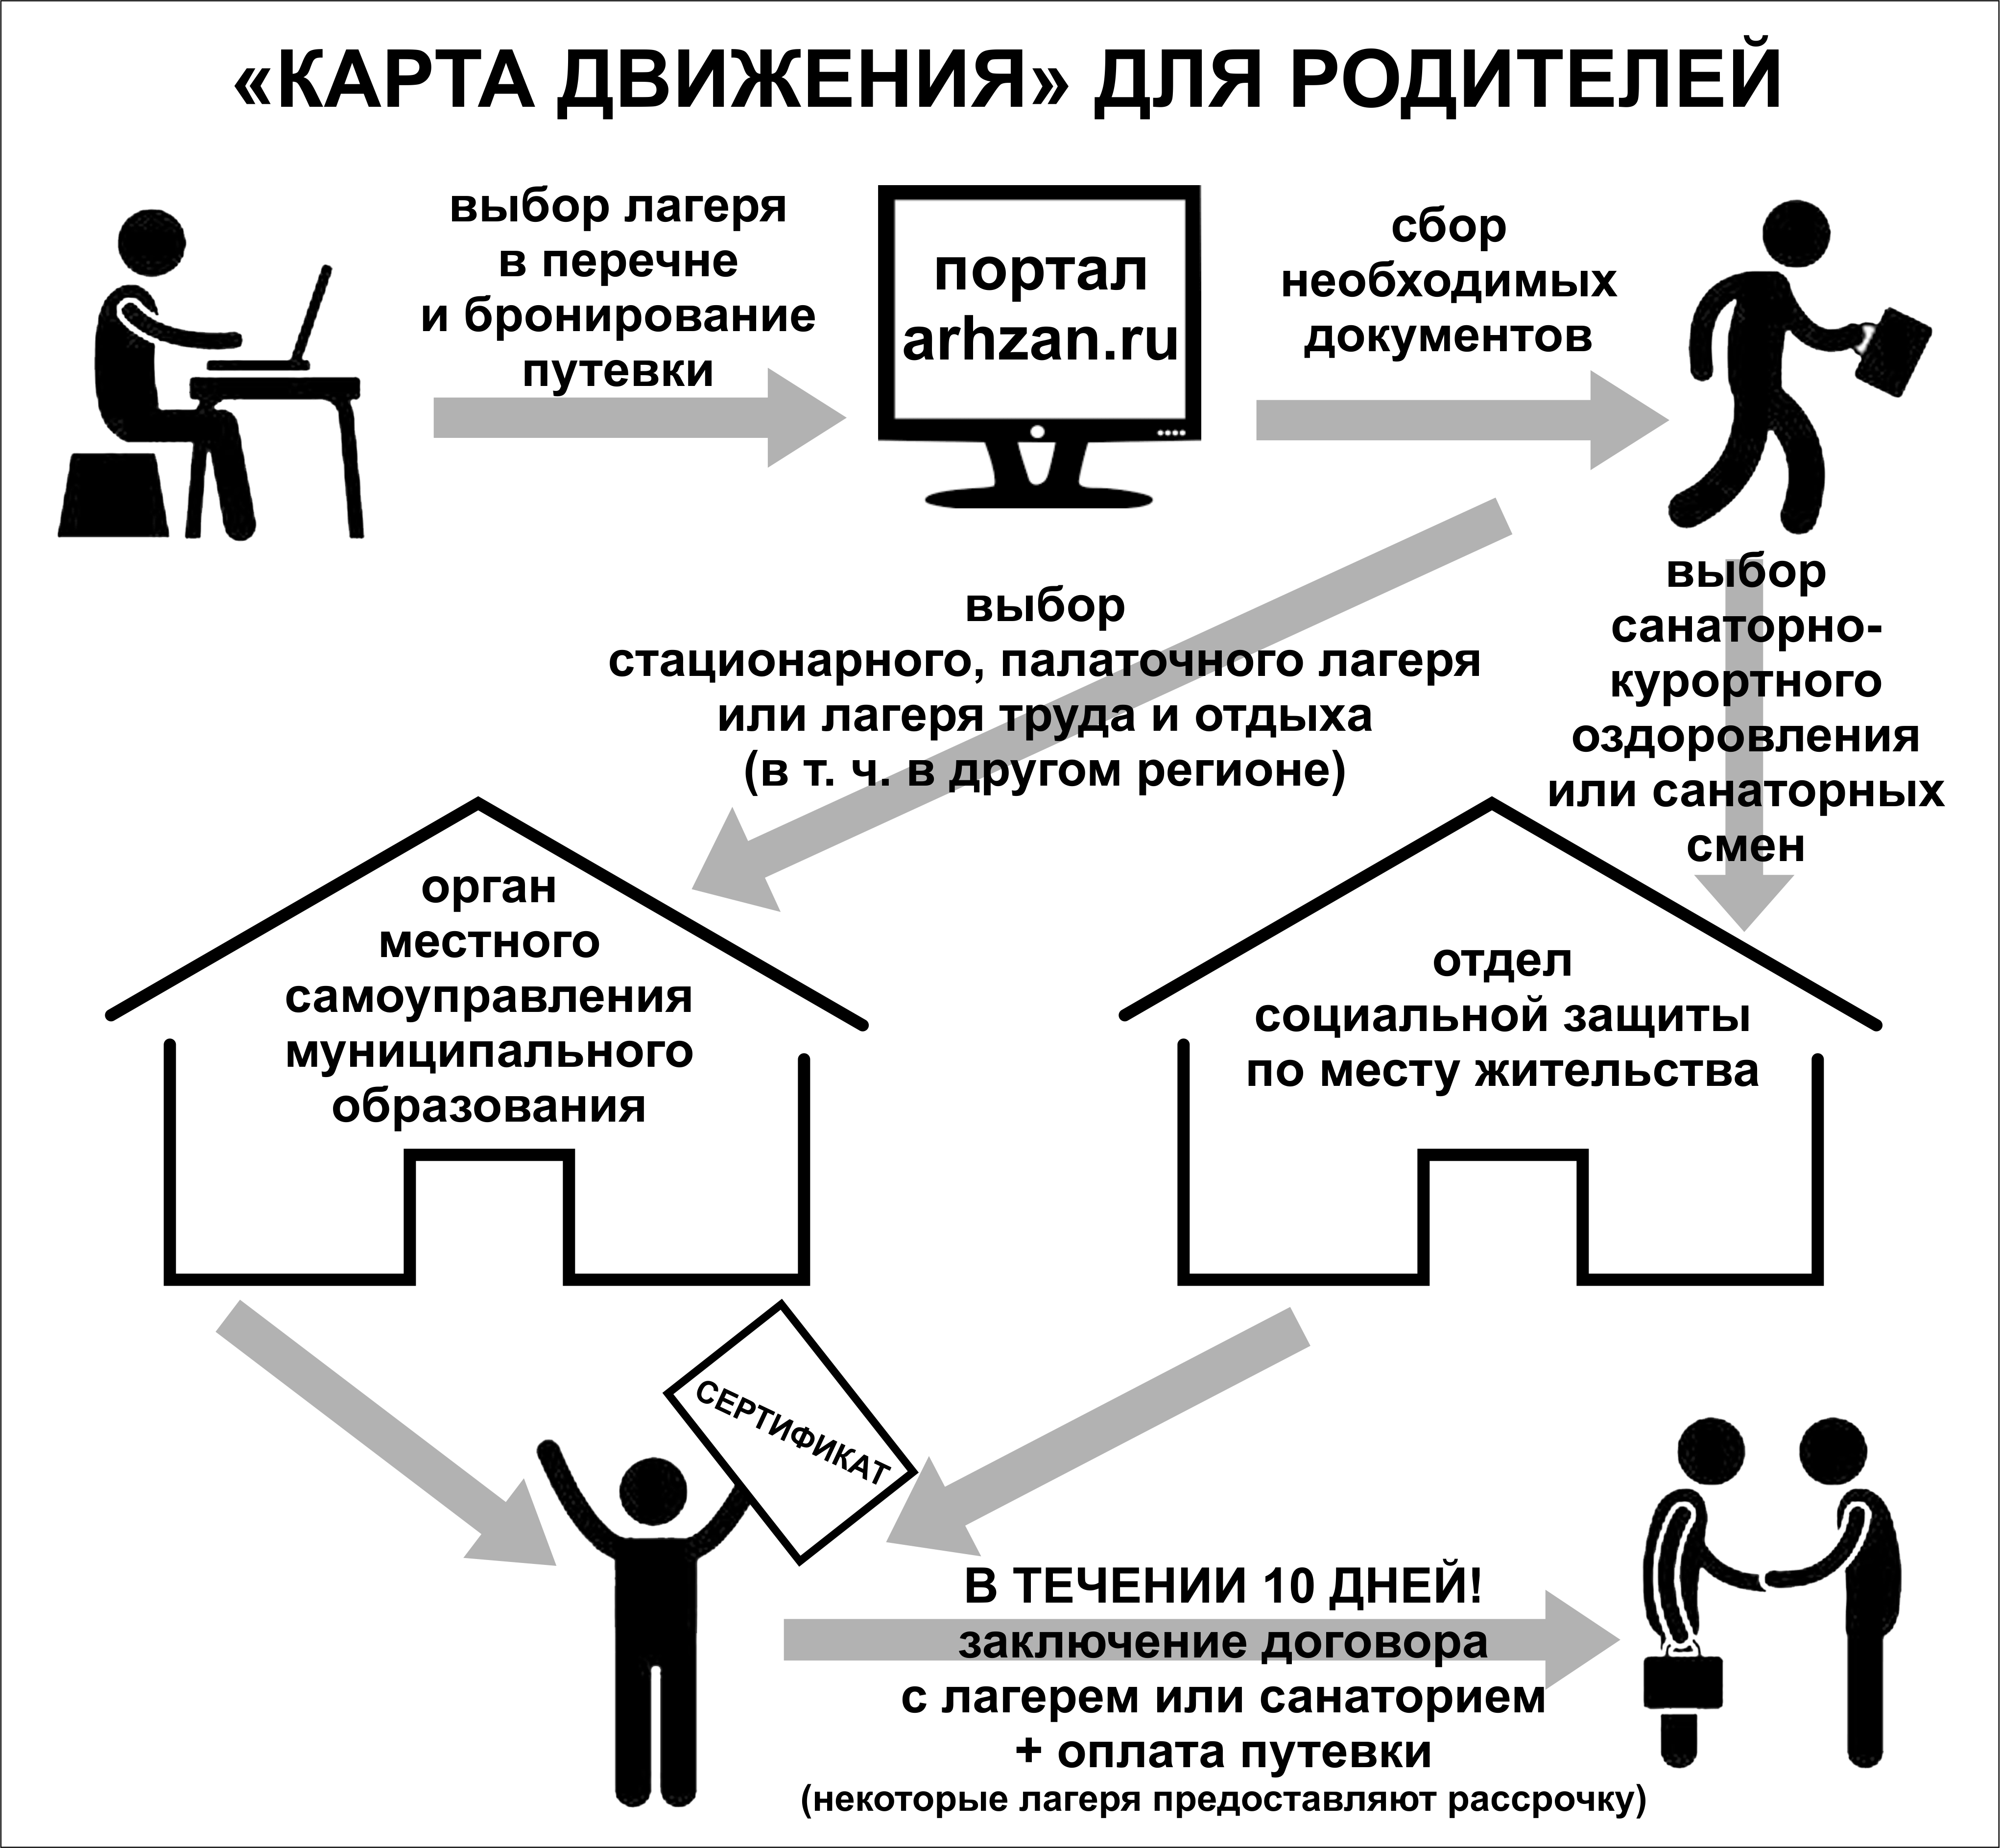 «КАРТА ДВИЖЕНИЯ» ДЛЯ РОДИТЕЛЕЙ
выбор лагеря
в перечне
и бронирование
путевки
портал
arhzan.ru
сбор
необходимых
документов
выбор
стационарного, палаточного лагеря
или лагеря труда и отдыха
(в т. ч. в другом регионе)
выбор
санаторно-
курортного
оздоровления
или санаторных
смен
орган
местного
самоуправления
муниципального
образования
отдел
социальной защиты
по месту жительства
СЕРТИФИКАТ
В ТЕЧЕНИИ 10 ДНЕЙ!
заключение договора
с лагерем или санаторием
+ оплата путевки
(некоторые лагеря предоставляют рассрочку)